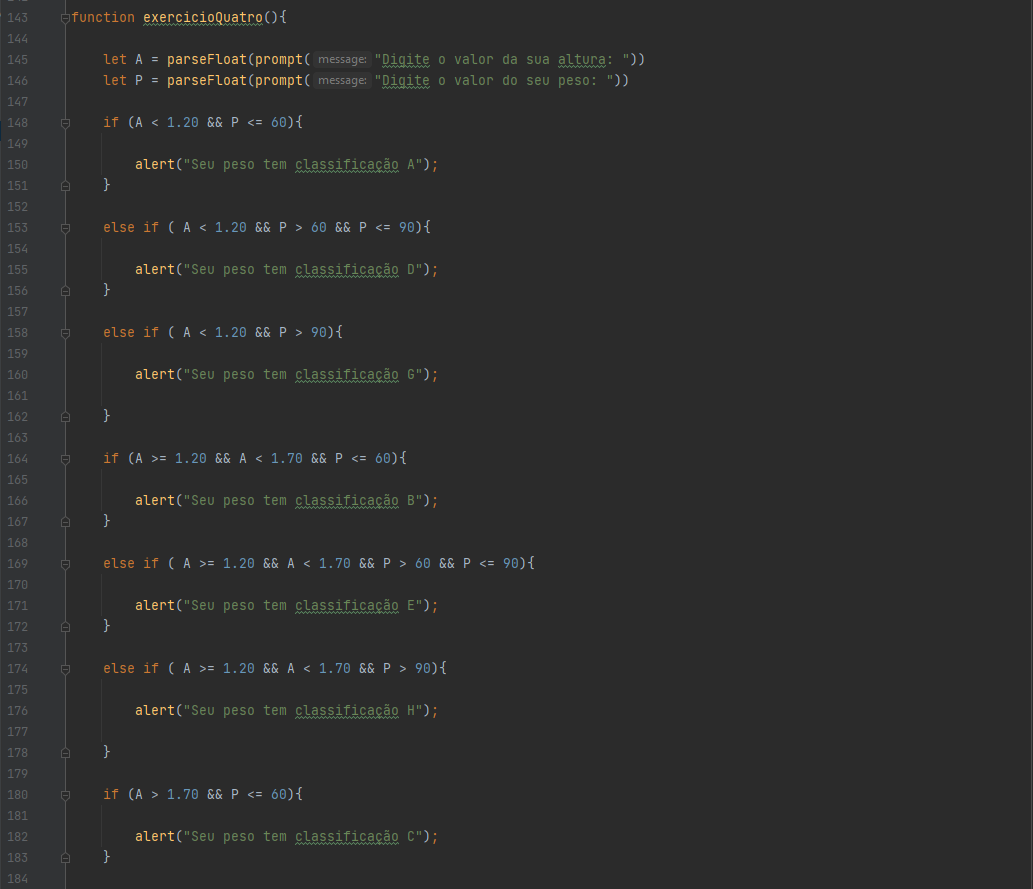 143 function exercicioQuatro(){
144
145 let A = parseFloat(prompt( message: "Digite o valor da sua altura: "))
146 let P = parseFloat(prompt( message: "Digite o valor do seu peso: "))
147
148 if (A < 1.20 && P <= 60){
149
150 alert("Seu peso tem classificação A");
151 }
152
153 else if ( A < 1.20 && P > 60 && P <= 90){
154
155 alert("Seu peso tem classificação D");
156 }
157
158 else if ( A < 1.20 && P > 90){
159
160 alert("Seu peso tem classificação G");
161
162 }
163
164 if (A >= 1.20 && A < 1.70 && P <= 60){
165
166 alert("Seu peso tem classificação B");
167 }
168
169 else if ( A >= 1.20 && A < 1.70 && P > 60 && P <= 90){
170
171 alert("Seu peso tem classificação E");
172 }
173
174 else if ( A >= 1.20 && A < 1.70 && P > 90){
175
176 alert("Seu peso tem classificação H");
177
178 }
179
180 if (A > 1.70 && P <= 60){
181
182 alert("Seu peso tem classificação C");
183 }
184